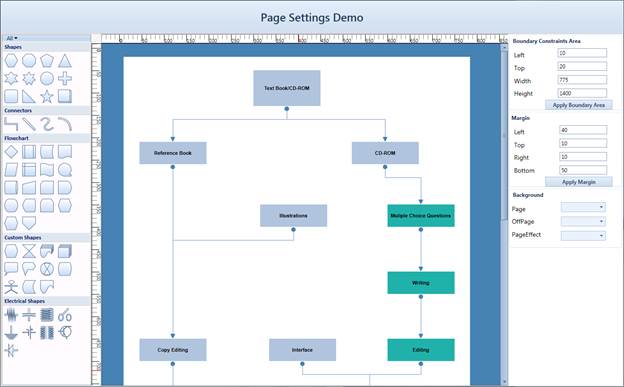 Page Settings Demo
All
Shapes
Connectors
Flowchart
Custom Shapes
Electrical Shapes
Text Book/CD-ROM
Reference Book
CD-ROM
Illustrations
Muliple Choice Questions
Writing
Copy Editing
Interface
Editing
Boundary Constraints Area
Left 10
Top 20
Width 775
Height 1400
Apply Boundary Area
Margin
Left 40
Top 10
Right 10
Bottom 50
Apply Margin
Background
Page
OffPage
PageEffect